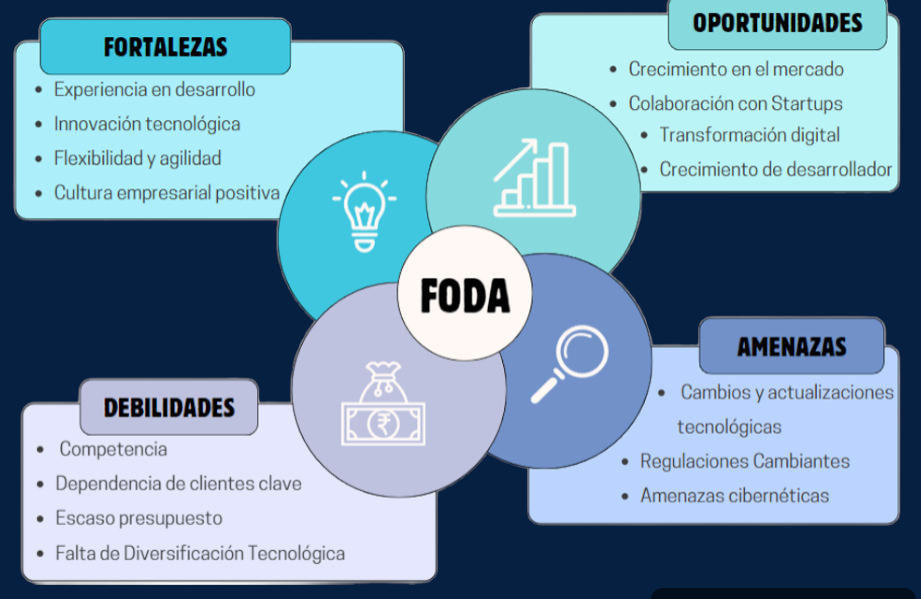 FORTALEZAS
• Experiencia en desarrollo
• Innovación tecnológica
• Flexibilidad y agilidad
• Cultura empresarial positiva
OPORTUNIDADES
• Crecimiento en el mercado
• Colaboración con Startups
• Transformación digital
• Crecimiento de desarrollador
FODA
DEBILIDADES
• Competencia
• Dependencia de clientes clave
• Escaso presupuesto
• Falta de Diversificación Tecnológica
AMENAZAS
• Cambios y actualizaciones
tecnológicas
• Regulaciones Cambiantes
• Amenazas cibernéticas
₹